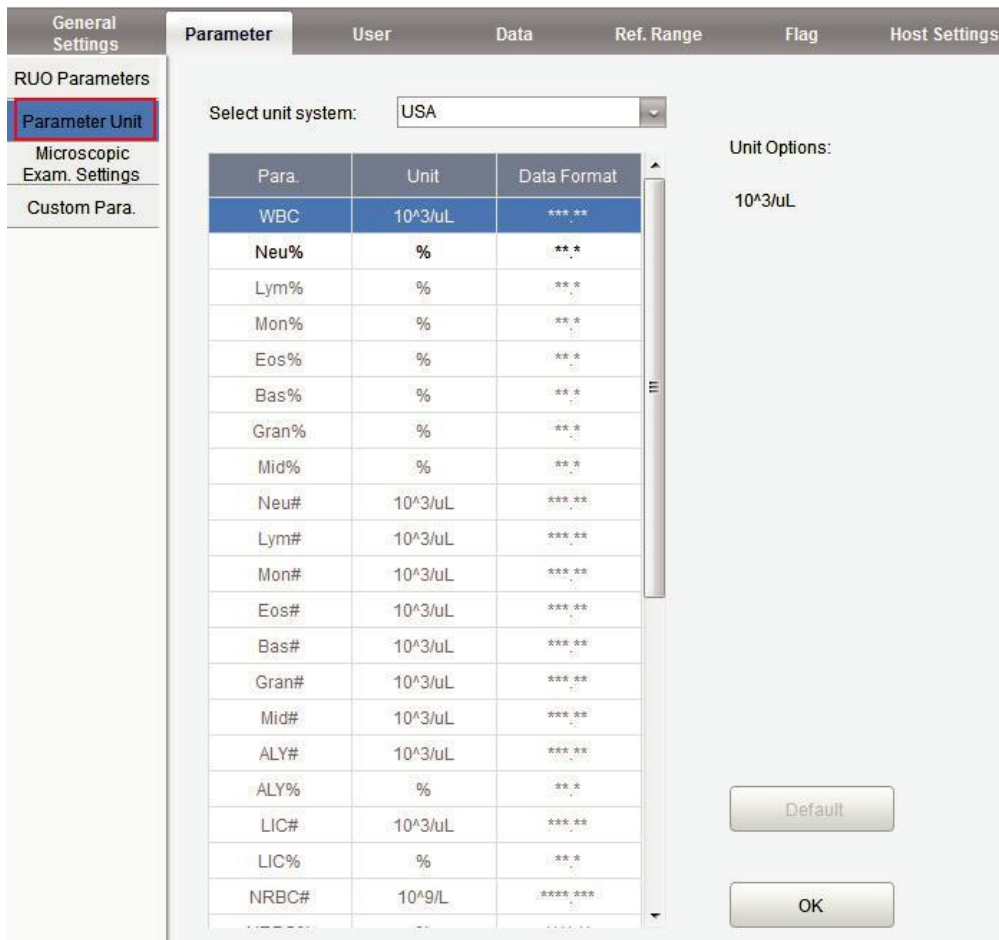 General Settings Parameter User Data Ref. Range Flag Host Settings
RUO Parameters
Parameter Unit
Microscopic
Exam. Settings
Custom Para.
Select unit system: USA
Unit Options:
10^3/uL
Para. Unit Data Format
WBC 10^3/uL ***.**
Neu% % **.*
Lym% % **.*
Mon% % **.*
Eos% % **.*
Bas% % **.*
Gran% % **.*
Mid% % **.*
Neu# 10^3/uL ***.**
Lym# 10^3/uL ***.**
Mon# 10^3/uL ***.**
Eos# 10^3/uL ***.**
Bas# 10^3/uL ***.**
Gran# 10^3/uL ***.**
Mid# 10^3/uL ***.**
ALY# 10^3/uL ***.**
ALY% % **.*
LIC# 10^3/uL ***.**
LIC% % **.*
NRBC# 10^9/L ****.***
Default
OK